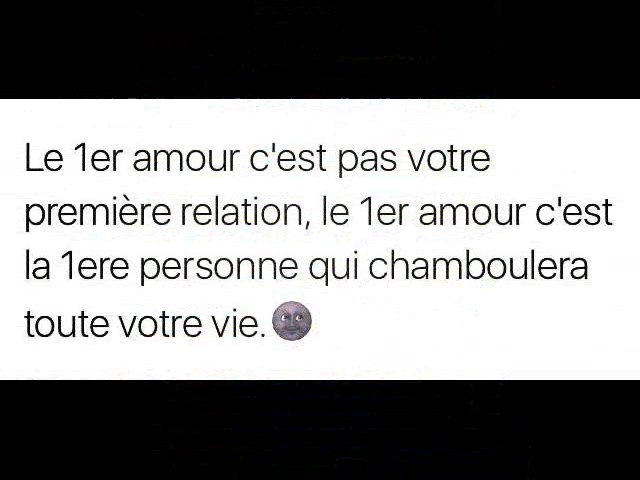 Le 1er amour c'est pas votre
première relation, le 1er amour c'est
la 1ere personne qui chamboulera
toute votre vie.🌚